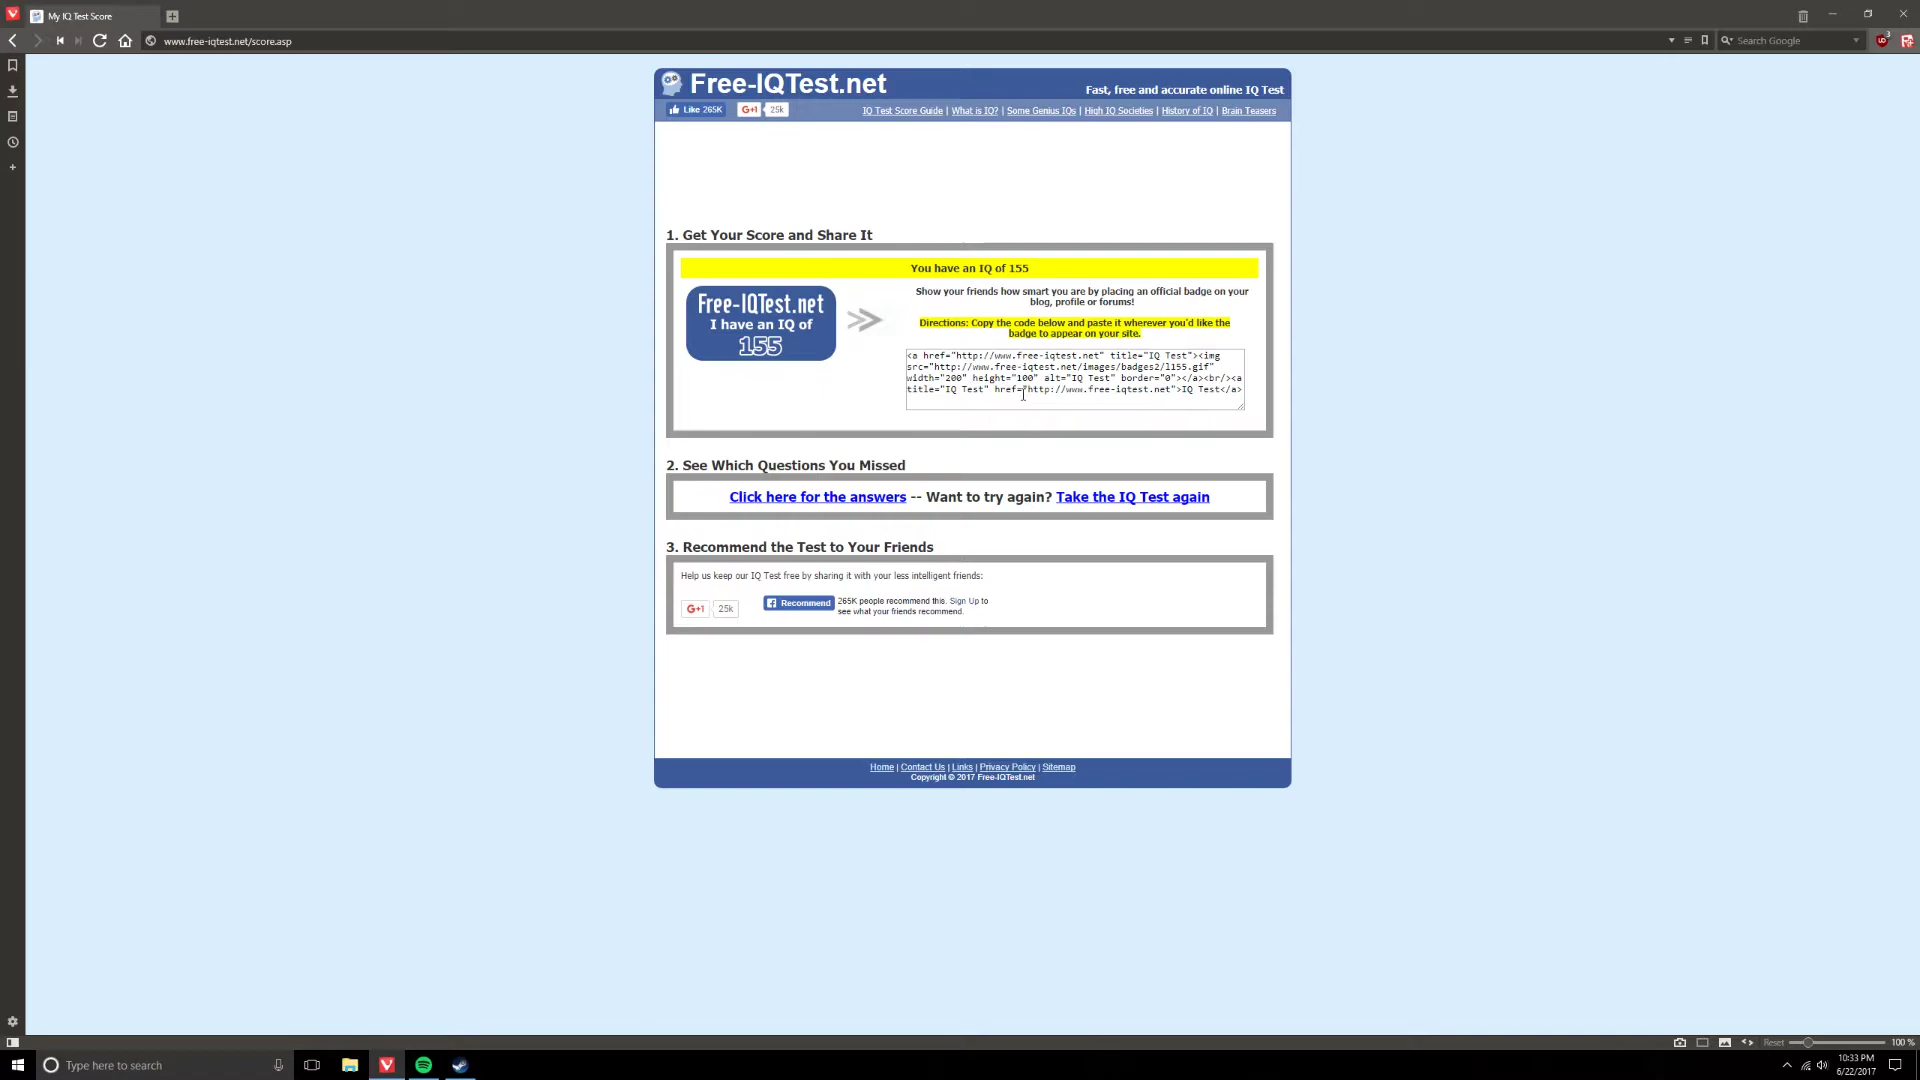 My IQ Test Score
www.free-iqtest.net/score.asp
Search Google
3
Free-IQTest.net
Fast, free and accurate online IQ Test
Like 265K
G+1 25k
IQ Test Score Guide | What is IQ? | Some Genius IQs | High IQ Societies | History of IQ | Brain Teasers
1. Get Your Score and Share It
You have an IQ of 155
Free-IQTest.net
I have an IQ of
155
Show your friends how smart you are by placing an official badge on your
blog, profile or forums!
Directions: Copy the code below and paste it wherever you'd like the
badge to appear on your site.
<a href="http://www.free-iqtest.net" title="IQ Test"><img
src="http://www.free-iqtest.net/images/badges2/l155.gif"
width="200" height="100" alt="IQ Test" border="0"></a><br/><a
title="IQ Test" href="http://www.free-iqtest.net">IQ Test</a>
2. See Which Questions You Missed
Click here for the answers -- Want to try again? Take the IQ Test again
3. Recommend the Test to Your Friends
Help us keep our IQ Test free by sharing it with your less intelligent friends:
G+1 25k
Recommend
265K people recommend this. Sign Up to
see what your friends recommend.
Home | Contact Us | Links | Privacy Policy | Sitemap
Copyright © 2017 Free-IQTest.net
Reset
100 %
Type here to search
10:33 PM
6/22/2017